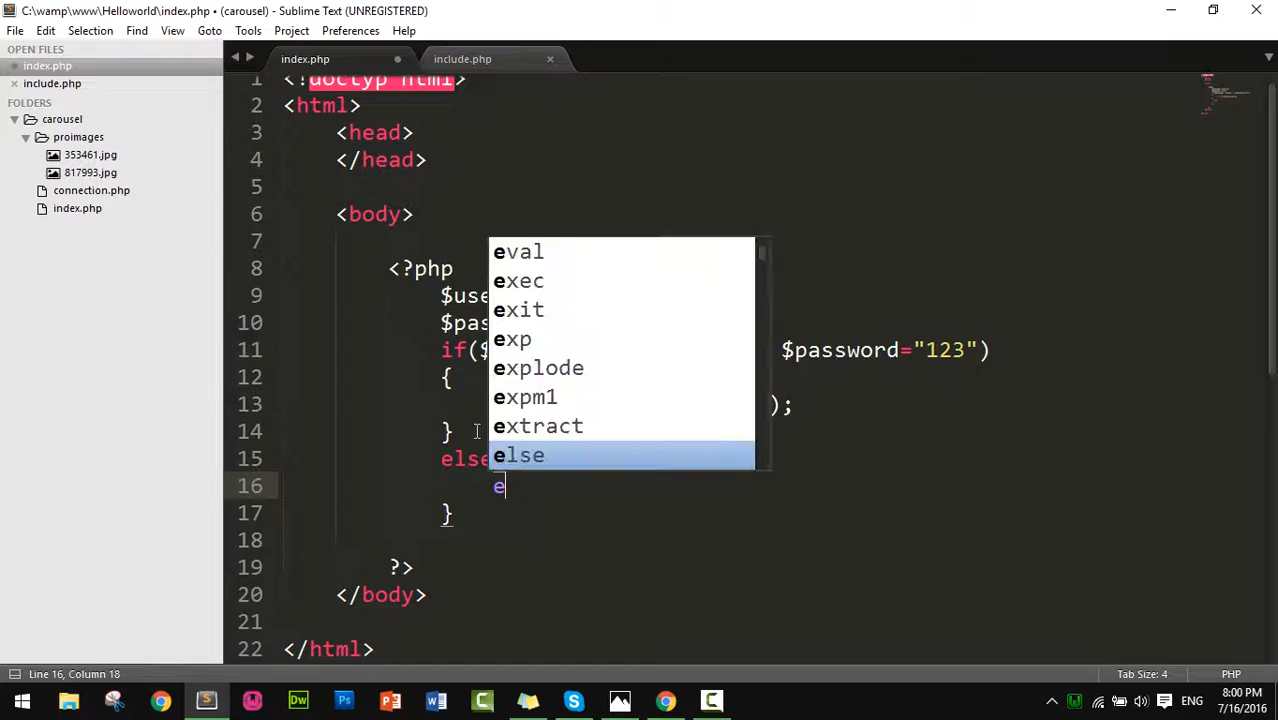 C:\wamp\www\Helloworld\index.php • (carousel) - Sublime Text (UNREGISTERED)
File Edit Selection Find View Goto Tools Project Preferences Help
OPEN FILES
index.php
include.php
FOLDERS
carousel
proimages
353461.jpg
817993.jpg
connection.php
index.php
index.php include.php
1 <!doctyp html>
2 <html>
3 <head>
4 </head>
5
6 <body>
7
8 <?php
9 $use
10 $pas
11 if($ $password="123")
12 {
13 );
14 }
15 else
16 e
17 }
18
19 ?>
20 </body>
21
22 </html>
eval
exec
exit
exp
explode
expm1
extract
else
Line 16, Column 18 Tab Size: 4 PHP
ENG 8:00 PM
7/16/2016